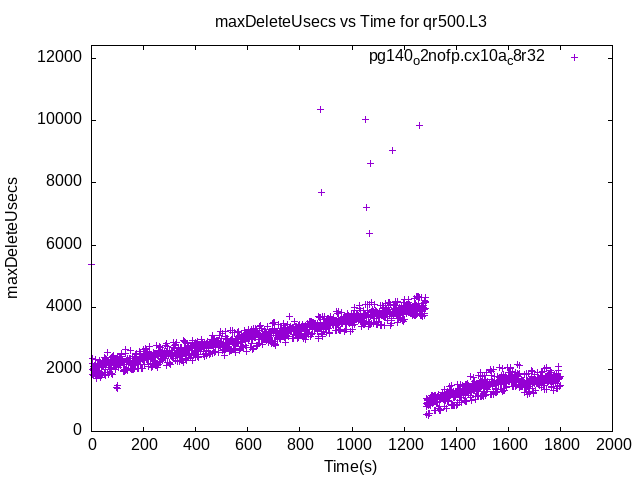 maxDeleteUsecs vs Time for qr500.L3
pg140o2nofp.cx10ac8r32
12000
10000
8000
6000
4000
2000
0
maxDeleteUsecs
0 200 400 600 800 1000 1200 1400 1600 1800 2000
Time(s)